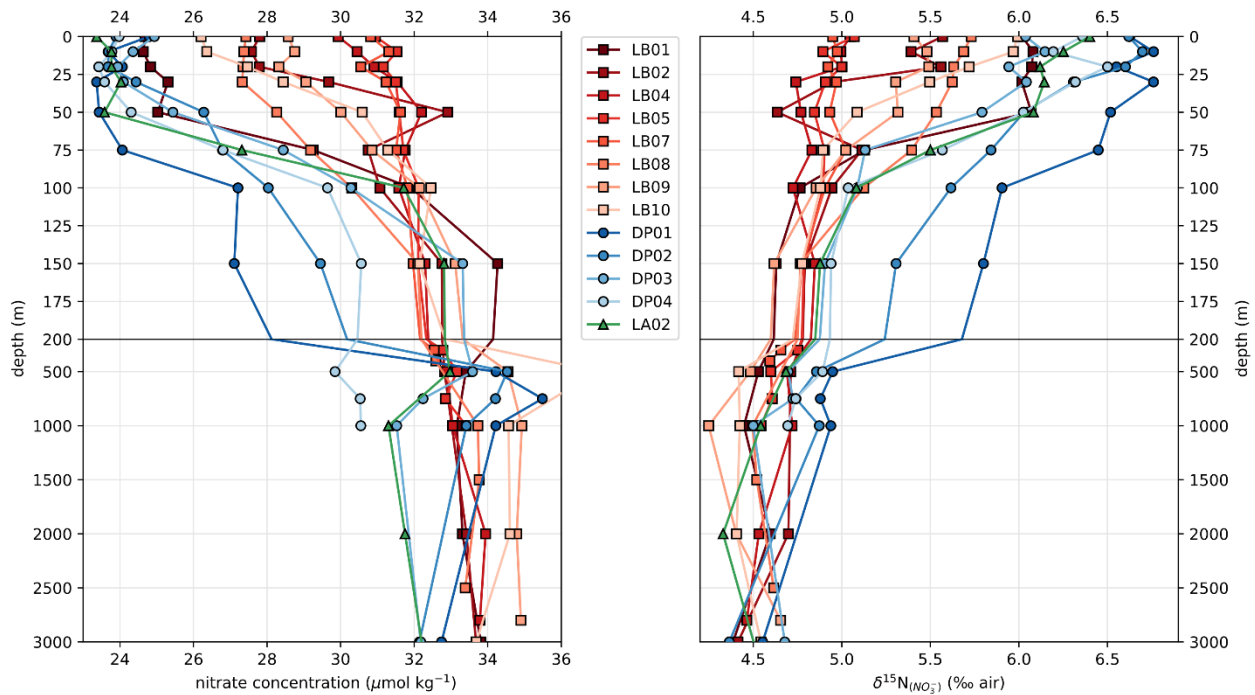 24 26 28 30 32 34 36
4.5 5.0 5.5 6.0 6.5
0
25
50
75
100
125
150
175
200
500
1000
1500
2000
2500
3000
depth (m)
24 26 28 30 32 34 36
nitrate concentration (μmol kg⁻¹)
LB01
LB02
LB04
LB05
LB07
LB08
LB09
LB10
DP01
DP02
DP03
DP04
LA02
0
25
50
75
100
125
150
175
200
500
1000
1500
2000
2500
3000
depth (m)
4.5 5.0 5.5 6.0 6.5
δ¹⁵N(NO₃⁻) (‰ air)